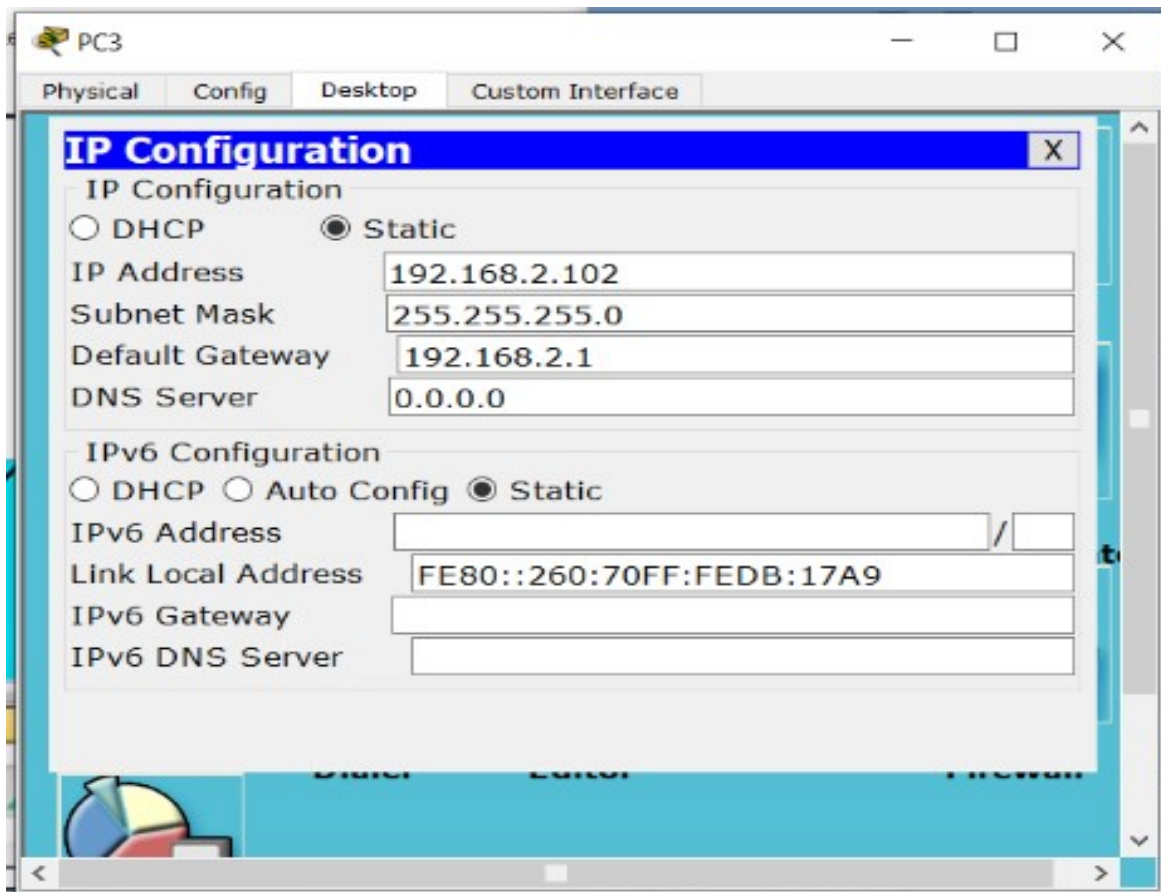 PC3
Physical Config Desktop Custom Interface
IP Configuration X
IP Configuration
DHCP Static
IP Address 192.168.2.102
Subnet Mask 255.255.255.0
Default Gateway 192.168.2.1
DNS Server 0.0.0.0
IPv6 Configuration
DHCP Auto Config Static
IPv6 Address /
Link Local Address FE80::260:70FF:FEDB:17A9
IPv6 Gateway
IPv6 DNS Server